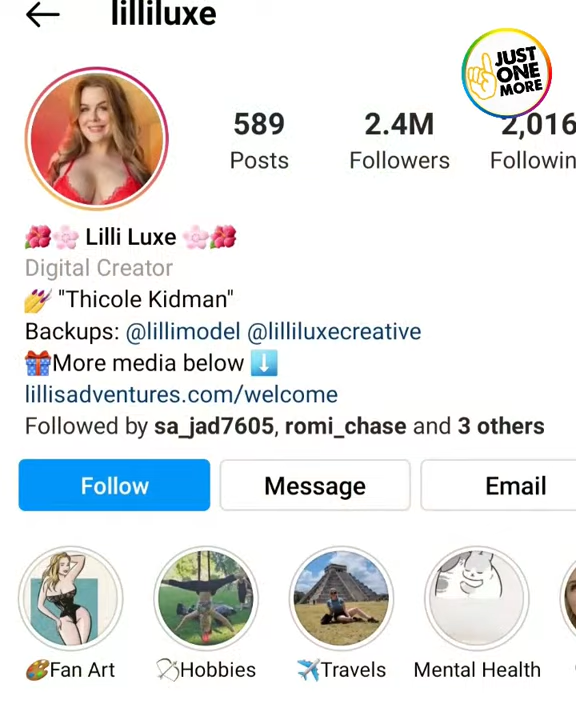 lilliluxe
JUST
ONE
MORE
589
2.4M
2,016
Posts
Followers
Followin
🌺🌸 Lilli Luxe 🌸🌺
Digital Creator
💅 "Thicole Kidman"
Backups: @lillimodel @lilliluxecreative
🎁More media below ⬇️
lillisadventures.com/welcome
Followed by sa_jad7605, romi_chase and 3 others
Follow
Message
Email
🎨Fan Art
🏹Hobbies
✈️Travels
Mental Health